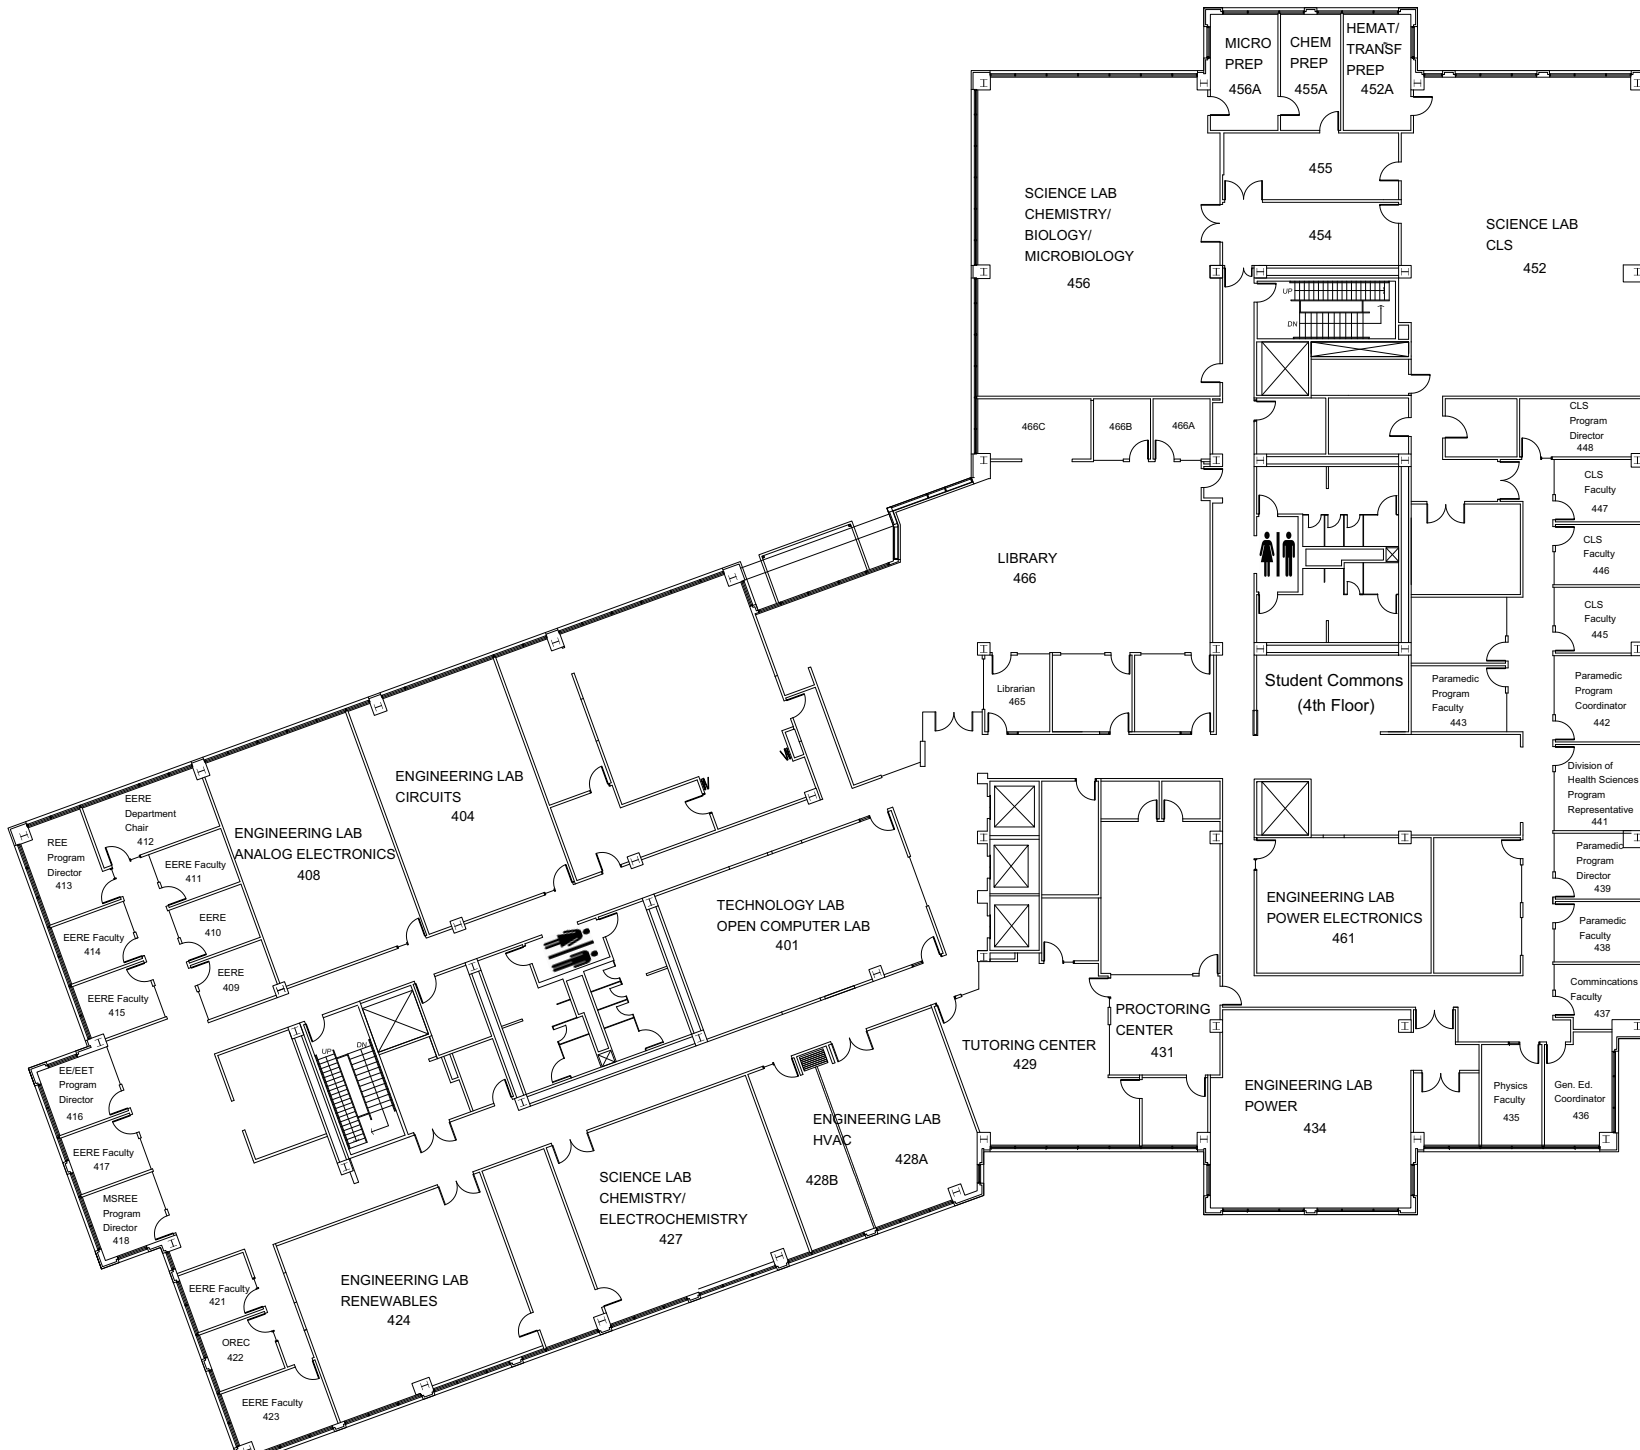 MICRO
PREP
456A
CHEM
PREP
455A
HEMAT/
TRANSF
PREP
452A
455
454
SCIENCE LAB
CHEMISTRY/
BIOLOGY/
MICROBIOLOGY
456
SCIENCE LAB
CLS
452
UP
DN
466C
466B
466A
CLS
Program
Director
448
CLS
Faculty
447
CLS
Faculty
446
CLS
Faculty
445
LIBRARY
466
Librarian
465
Student Commons
(4th Floor)
Paramedic
Program
Faculty
443
Paramedic
Program
Coordinator
442
Division of
Health Sciences
Program
Representative
441
Paramedic
Program
Director
439
Paramedic
Faculty
438
Commincations
Faculty
437
ENGINEERING LAB
CIRCUITS
404
ENGINEERING LAB
ANALOG ELECTRONICS
408
EERE
Department
Chair
412
REE
Program
Director
413
EERE Faculty
411
EERE
410
EERE
409
EERE Faculty
414
EERE Faculty
415
TECHNOLOGY LAB
OPEN COMPUTER LAB
401
ENGINEERING LAB
POWER ELECTRONICS
461
PROCTORING
CENTER
431
TUTORING CENTER
429
ENGINEERING LAB
POWER
434
Physics
Faculty
435
Gen. Ed.
Coordinator
436
UP
DN
EE/EET
Program
Director
416
EERE Faculty
417
MSREE
Program
Director
418
ENGINEERING LAB
HVAC
428A
428B
SCIENCE LAB
CHEMISTRY/
ELECTROCHEMISTRY
427
ENGINEERING LAB
RENEWABLES
424
EERE Faculty
421
OREC
422
EERE Faculty
423